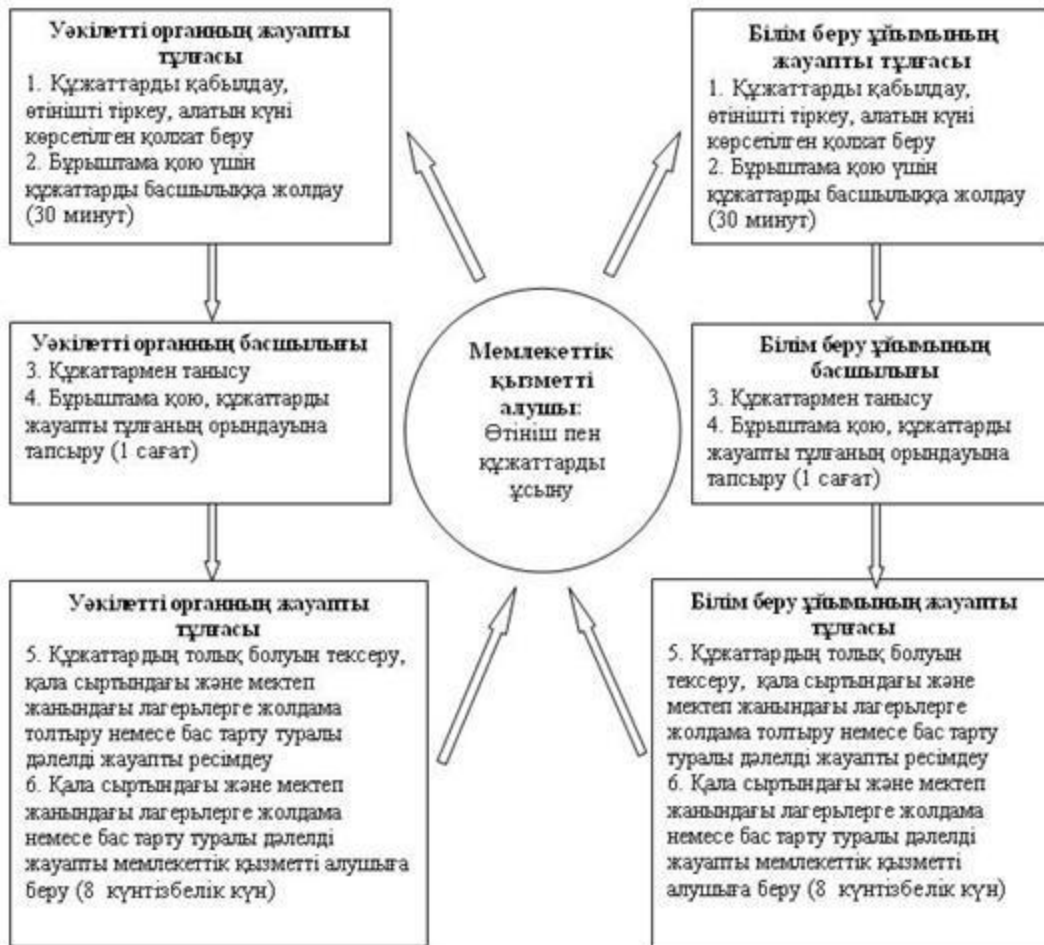 Уәкілетті органның жауапты
тұлғасы
1. Құжаттарды қабылдау,
өтінішті тіркеу, алатын күні
көрсетілген қолхат беру
2. Бұрыштама қою үшін
құжаттарды басшылыққа жолдау
(30 минут)
Білім беру ұйымының
жауапты тұлғасы
1. Құжаттарды қабылдау,
өтінішті тіркеу, алатын күні
көрсетілген қолхат беру
2. Бұрыштама қою үшін
құжаттарды басшылыққа жолдау
(30 минут)
Уәкілетті органның басшылығы
3. Құжаттармен танысу
4. Бұрыштама қою, құжаттарды
жауапты тұлғаның орындауына
тапсыру (1 сағат)
Мемлекеттік
қызметті
алушы:
Өтініш пен
құжаттарды
ұсыну
Білім беру ұйымының
басшылығы
3. Құжаттармен танысу
4. Бұрыштама қою, құжаттарды
жауапты тұлғаның орындауына
тапсыру (1 сағат)
Уәкілетті органның жауапты
тұлғасы
5. Құжаттардың толық болуын тексеру,
қала сыртындағы және мектеп
жанындағы лагерьлерге жолдама
толтыру немесе бас тарту туралы
дәлелді жауапты ресімдеу
6. Қала сыртындағы және мектеп
жанындағы лагерьлерге жолдама
немесе бас тарту туралы дәлелді
жауапты мемлекеттік қызметті алушыға
беру (8 күнтізбелік күн)
Білім беру ұйымының жауапты
тұлғасы
5. Құжаттардың толық болуын
тексеру, қала сыртындағы және
мектеп жанындағы лагерьлерге
жолдама толтыру немесе бас тарту
туралы дәлелді жауапты ресімдеу
6. Қала сыртындағы және мектеп
жанындағы лагерьлерге жолдама
немесе бас тарту туралы дәлелді
жауапты мемлекеттік қызметті
алушыға беру (8 күнтізбелік күн)